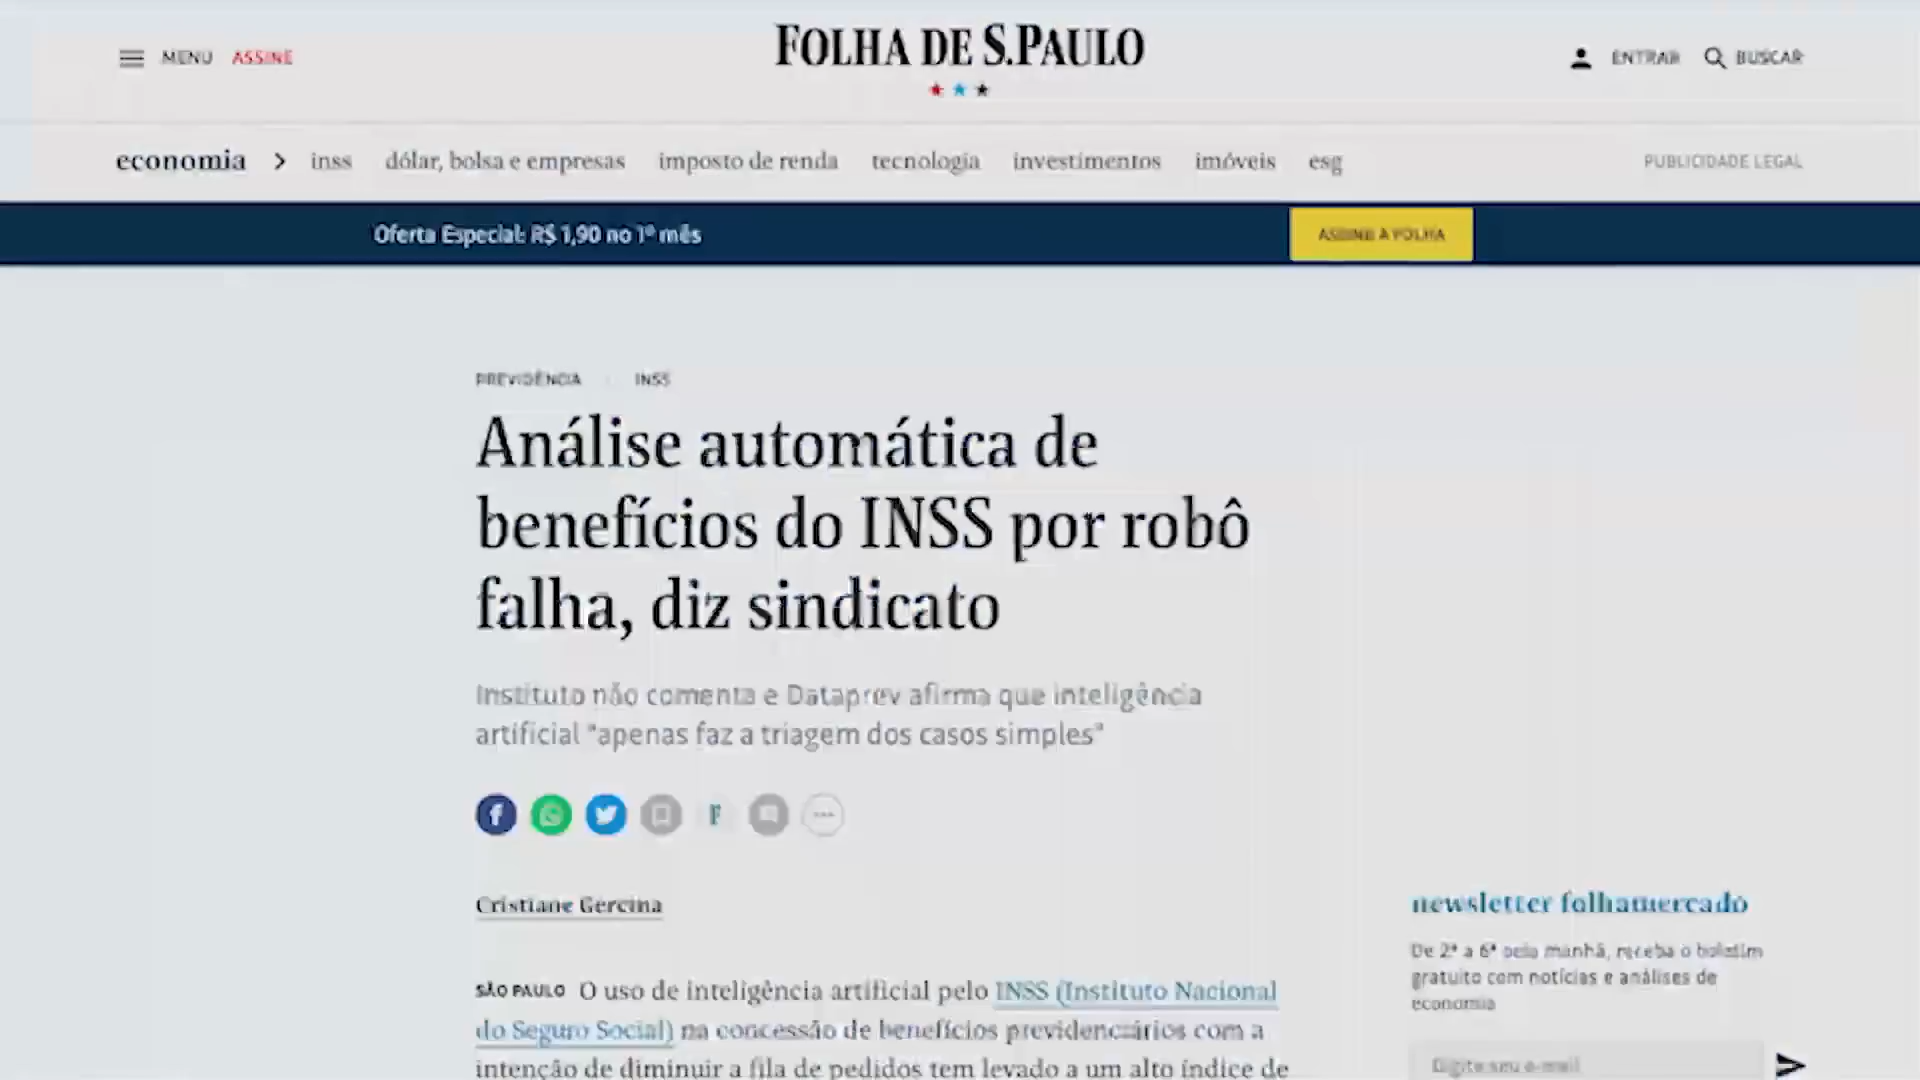 MENU ASSINE
FOLHA DE S.PAULO
ENTRAR BUSCAR
economia > inss dólar, bolsa e empresas imposto de renda tecnologia investimentos imóveis esg PUBLICIDADE LEGAL
Oferta Especial: R$ 1,90 no 1º mês ASSINE A FOLHA
PREVIDÊNCIA INSS
Análise automática de
benefícios do INSS por robô
falha, diz sindicato
Instituto não comenta e Dataprev afirma que inteligência
artificial "apenas faz a triagem dos casos simples"
F
Cristiane Gercina
SÃO PAULO O uso de inteligência artificial pelo INSS (Instituto Nacional
do Seguro Social) na concessão de benefícios previdenciários com a
intenção de diminuir a fila de pedidos tem levado a um alto índice de
newsletter folhamercado
De 2ª a 6ª pela manhã, receba o boletim
gratuito com notícias e análises de
economia
Digite seu e-mail